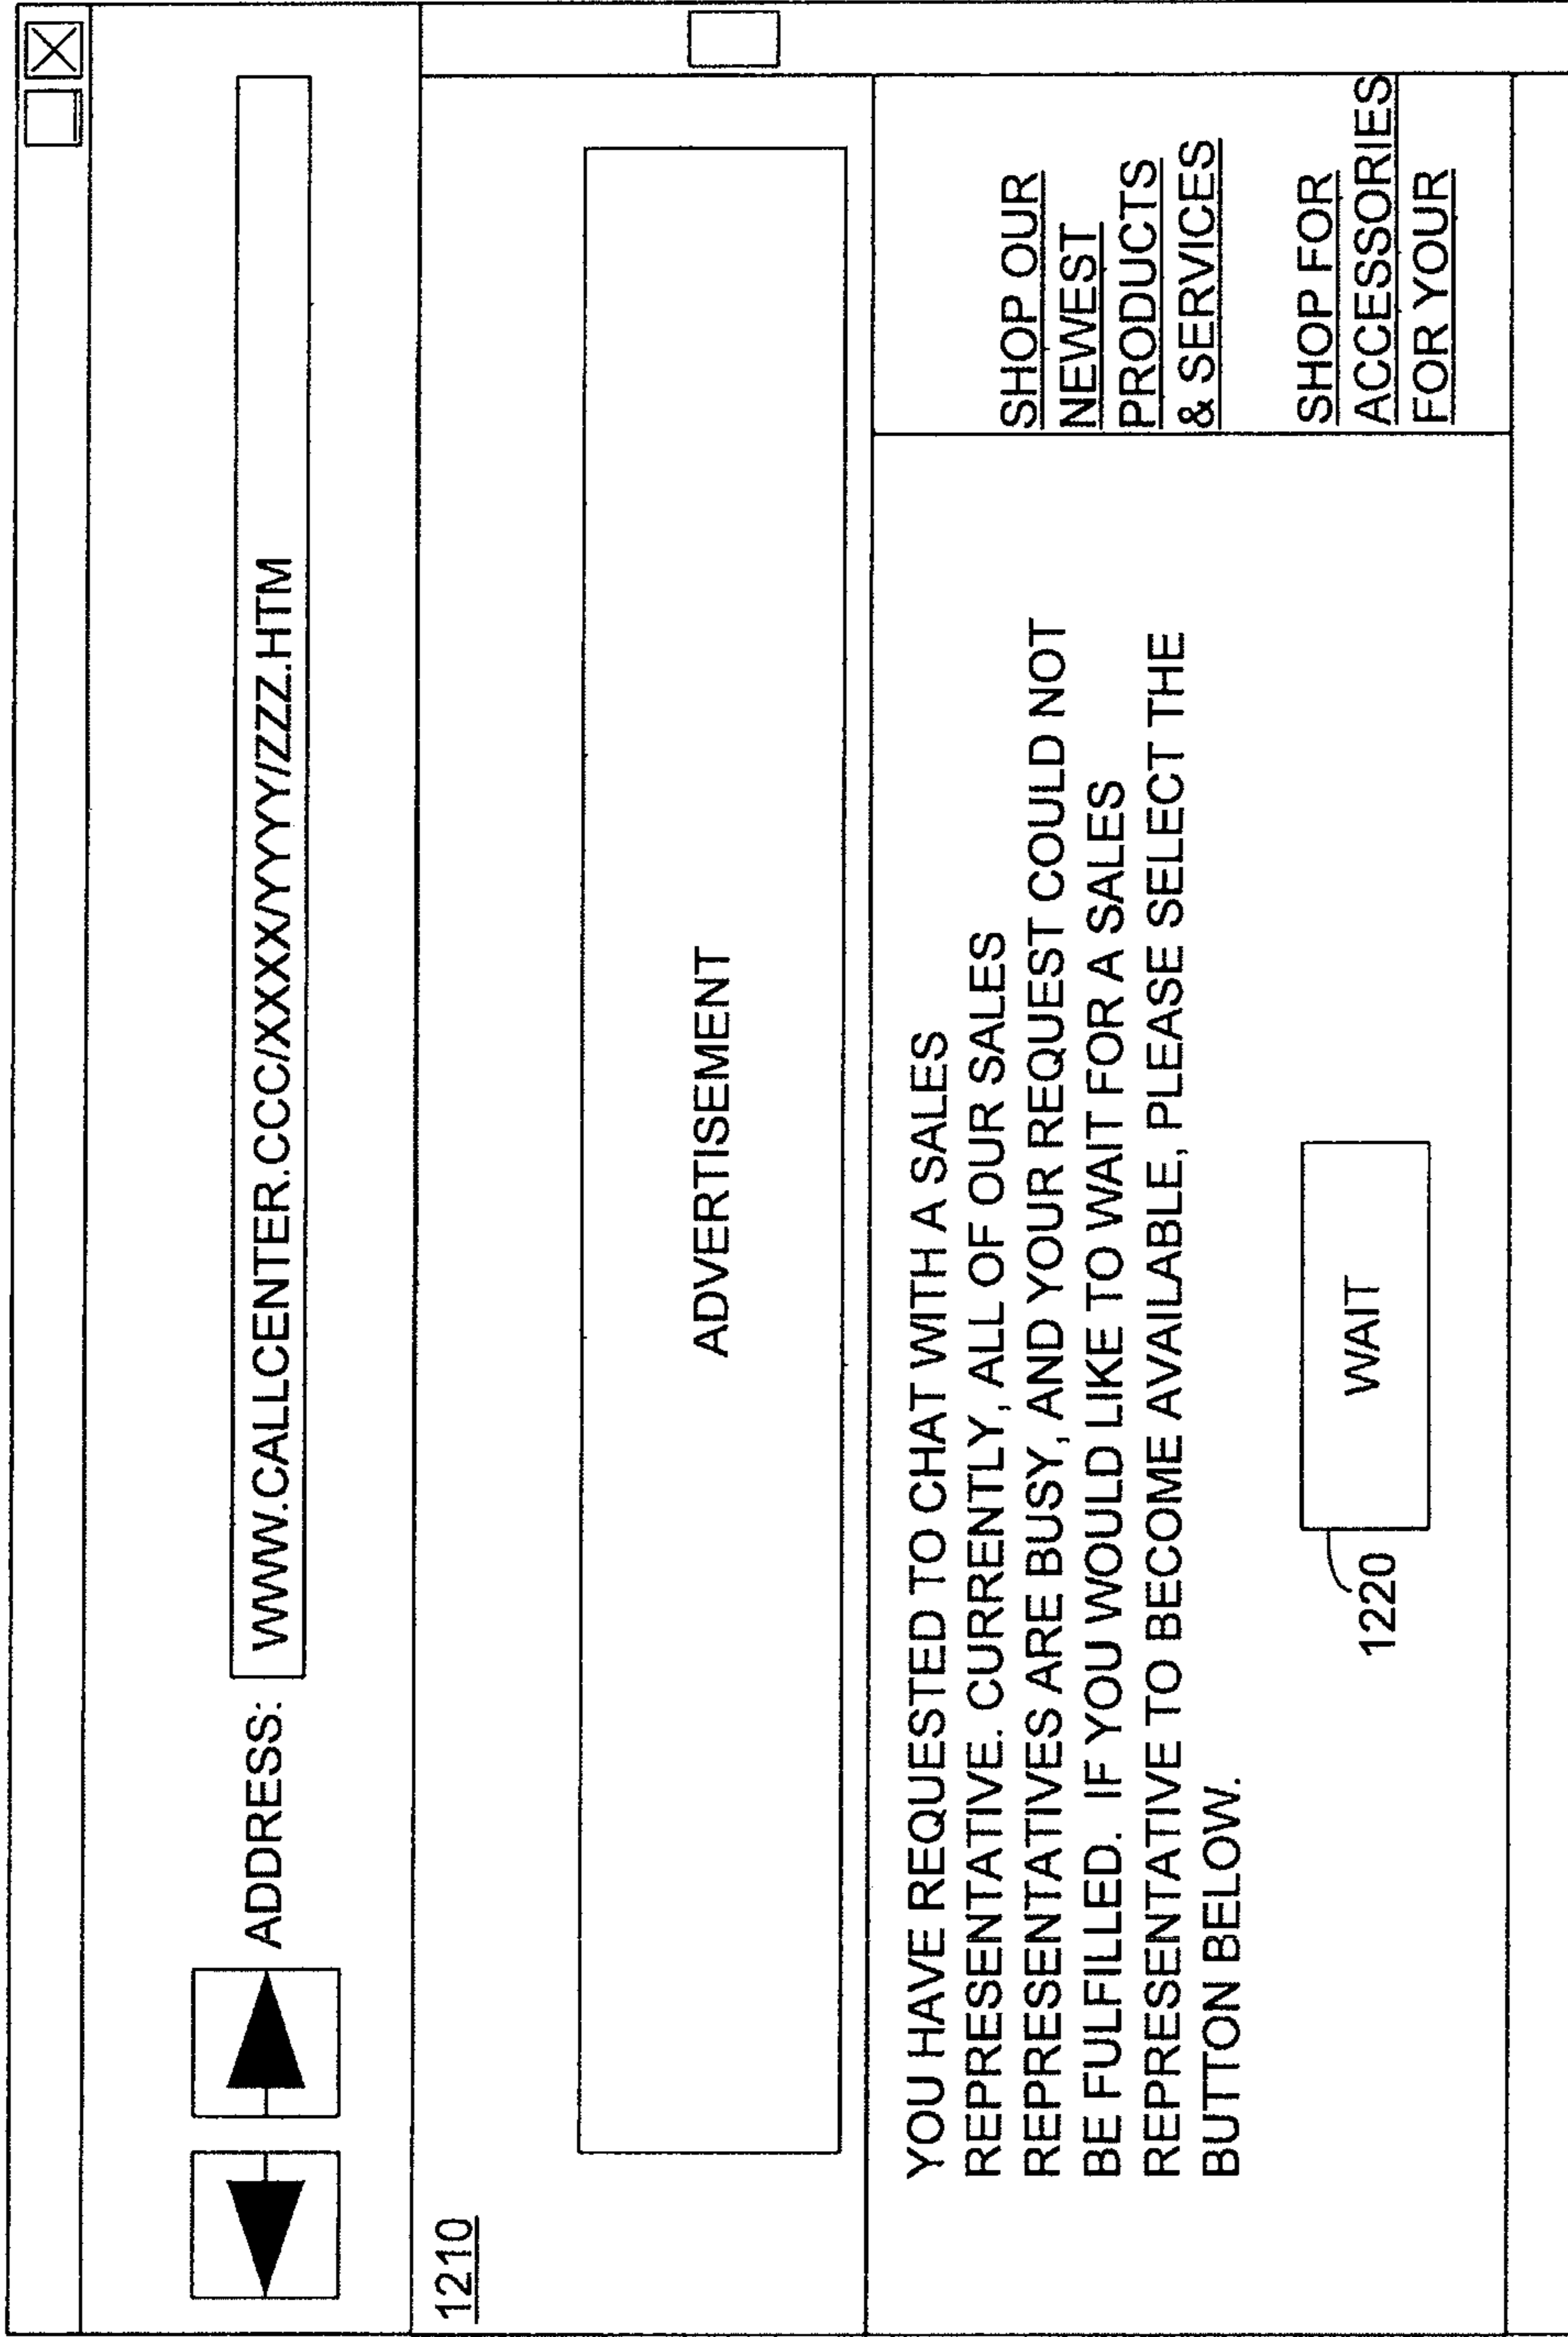 ADDRESS: WWW.CALLCENTER.CCC/XXXX/YYYY/ZZZ.HTM
1210
ADVERTISEMENT
YOU HAVE REQUESTED TO CHAT WITH A SALES
REPRESENTATIVE. CURRENTLY, ALL OF OUR SALES
REPRESENTATIVES ARE BUSY, AND YOUR REQUEST COULD NOT
BE FULFILLED. IF YOU WOULD LIKE TO WAIT FOR A SALES
REPRESENTATIVE TO BECOME AVAILABLE, PLEASE SELECT THE
BUTTON BELOW.
WAIT
1220
SHOP OUR
NEWEST
PRODUCTS
& SERVICES
SHOP FOR
ACCESSORIES
FOR YOUR